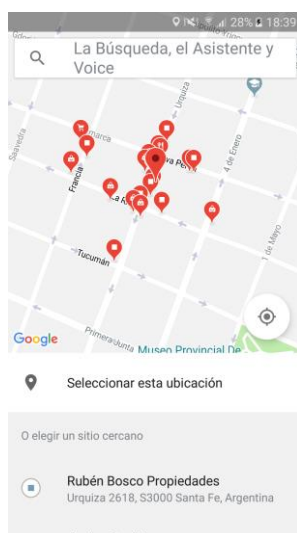 28% 18:39
La Búsqueda, el Asistente y
Voice
Urquiza
Saavedra
Francia
4 de Enero
La R
Tucumán
1 de Mayo
Google
Primera Junta
Museo Provincial De
Seleccionar esta ubicación
O elegir un sitio cercano
Rubén Bosco Propiedades
Urquiza 2618, S3000 Santa Fe, Argentina